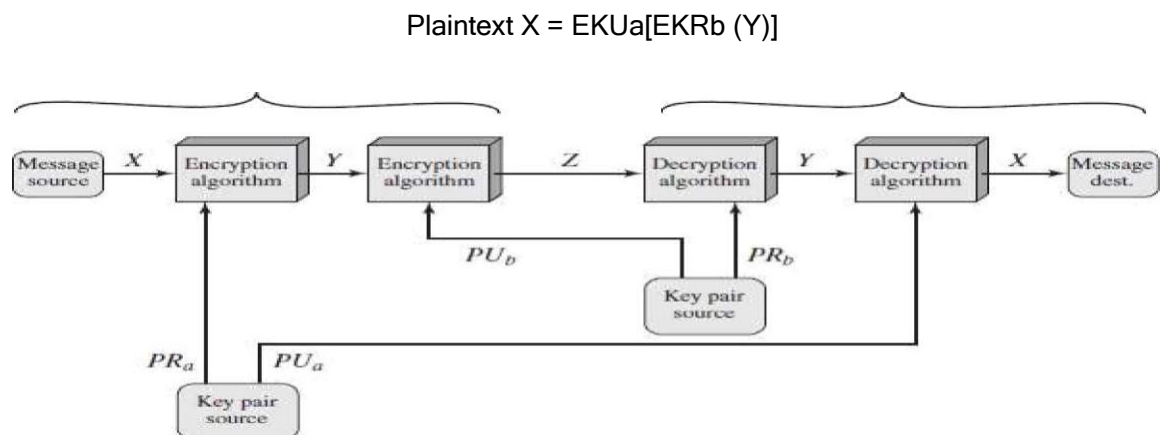 Plaintext X = EKUa[EKRb (Y)]
Message
source
X
Encryption
algorithm
Y
Encryption
algorithm
Z
Decryption
algorithm
Y
Decryption
algorithm
X
Message
dest.
PUb
PRb
Key pair
source
PRa
PUa
Key pair
source